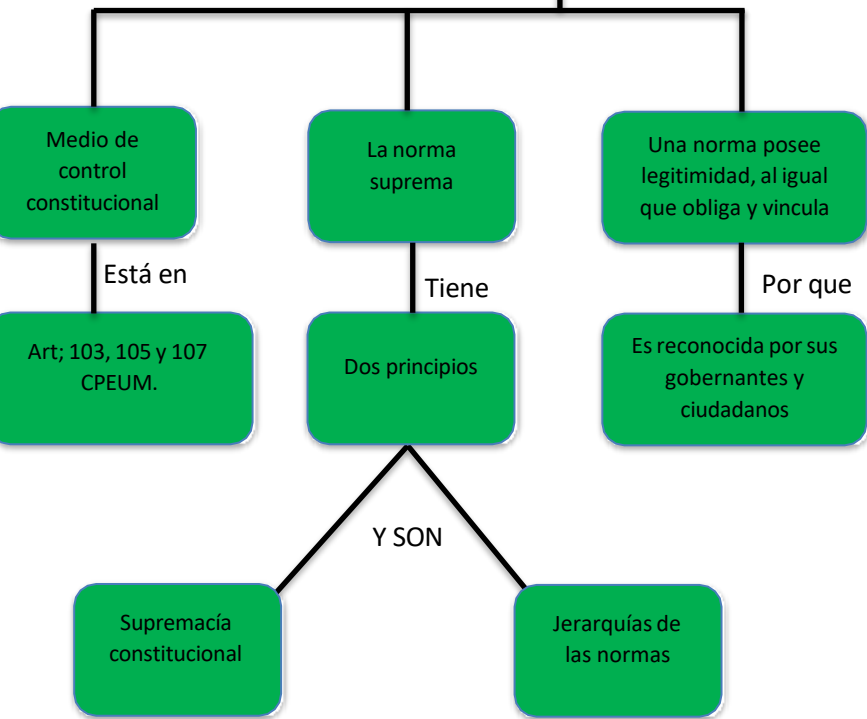 Medio de
control
constitucional
La norma
suprema
Una norma posee
legitimidad, al igual
que obliga y vincula
Está en
Tiene
Por que
Art; 103, 105 y 107
CPEUM.
Dos principios
Es reconocida por sus
gobernantes y
ciudadanos
Y SON
Supremacía
constitucional
Jerarquías de
las normas